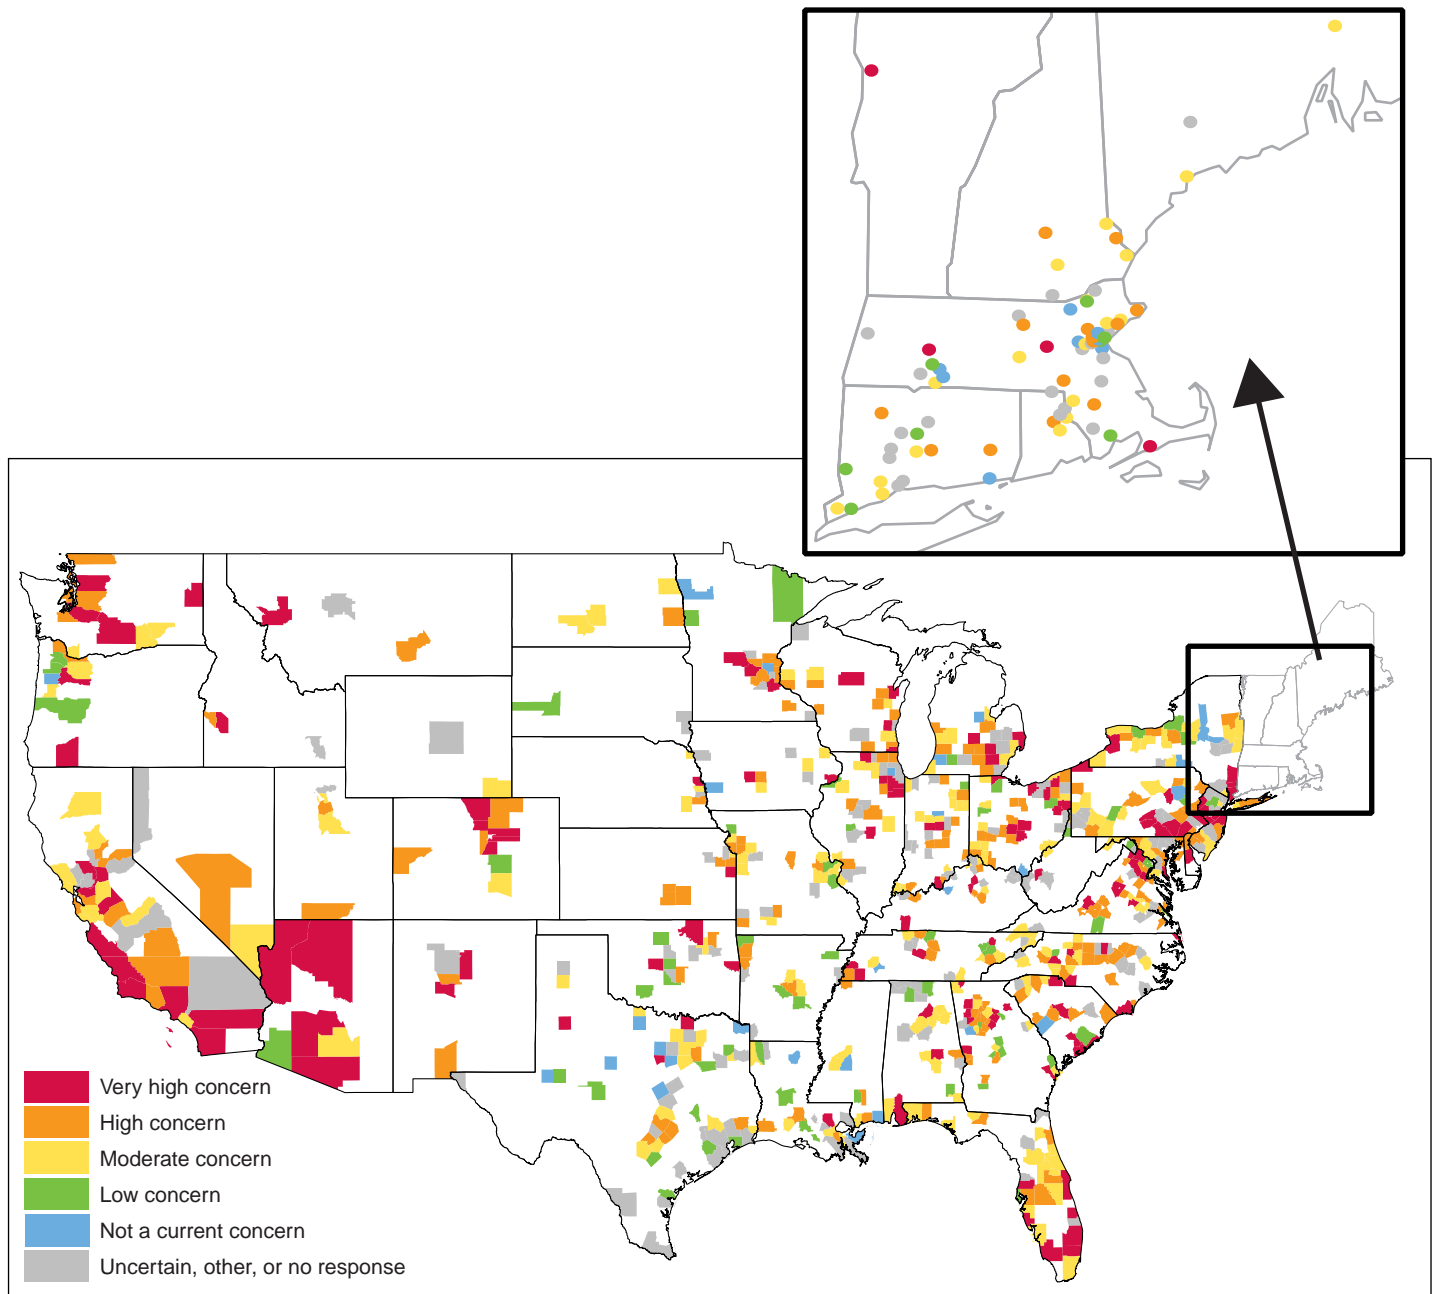 Very high concern
High concern
Moderate concern
Low concern
Not a current concern
Uncertain, other, or no response